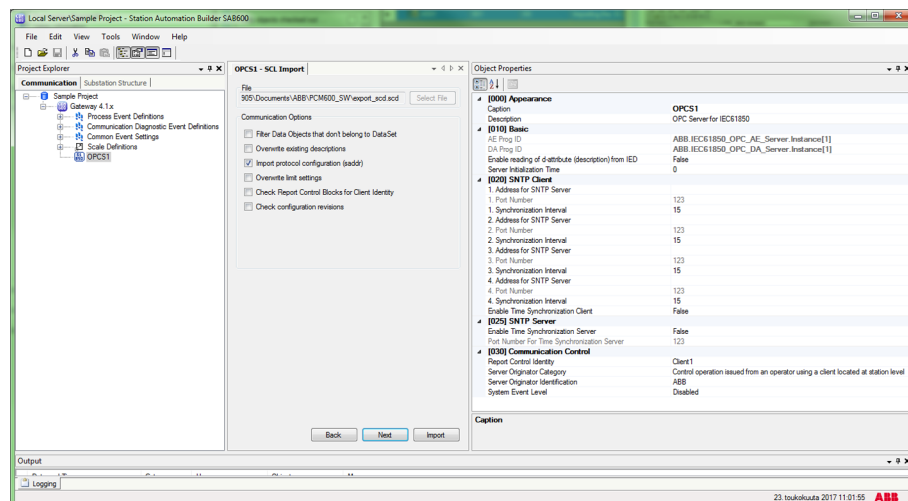 Local Server\Sample Project - Station Automation Builder SAB600
File Edit View Tools Window Help
Project Explorer
Communication Substation Structure
Sample Project
Gateway 4.1.x
Process Event Definitions
Communication Diagnostic Event Definitions
Common Event Settings
Scale Definitions
OPCS1
OPCS1 - SCL Import
File
905\Documents\ABB\PCM600_SW\export_scd.scd Select File
Communication Options
Filter Data Objects that don't belong to DataSet
Overwrite existing descriptions
Import protocol configuration (saddr)
Overwrite limit settings
Check Report Control Blocks for Client Identity
Check configuration revisions
Back Next Import
Object Properties
[000] Appearance
Caption OPCS1
Description OPC Server for IEC61850
[010] Basic
AE Prog ID ABB.IEC61850_OPC_AE_Server.Instance[1]
DA Prog ID ABB.IEC61850_OPC_DA_Server.Instance[1]
Enable reading of d-attribute (description) from IED False
Server Initialization Time 0
[020] SNTP Client
1. Address for SNTP Server
1. Port Number 123
1. Synchronization Interval 15
2. Address for SNTP Server
2. Port Number 123
2. Synchronization Interval 15
3. Address for SNTP Server
3. Port Number 123
3. Synchronization Interval 15
4. Address for SNTP Server
4. Port Number 123
4. Synchronization Interval 15
Enable Time Synchronization Client False
[025] SNTP Server
Enable Time Synchronization Server False
Port Number For Time Synchronization Server 123
[030] Communication Control
Report Control Identity Client1
Server Originator Category Control operation issued from an operator using a client located at station level
Server Originator Identification ABB
System Event Level Disabled
Caption
Output
Logging
23. toukokuuta 2017 11:01:55 ABB